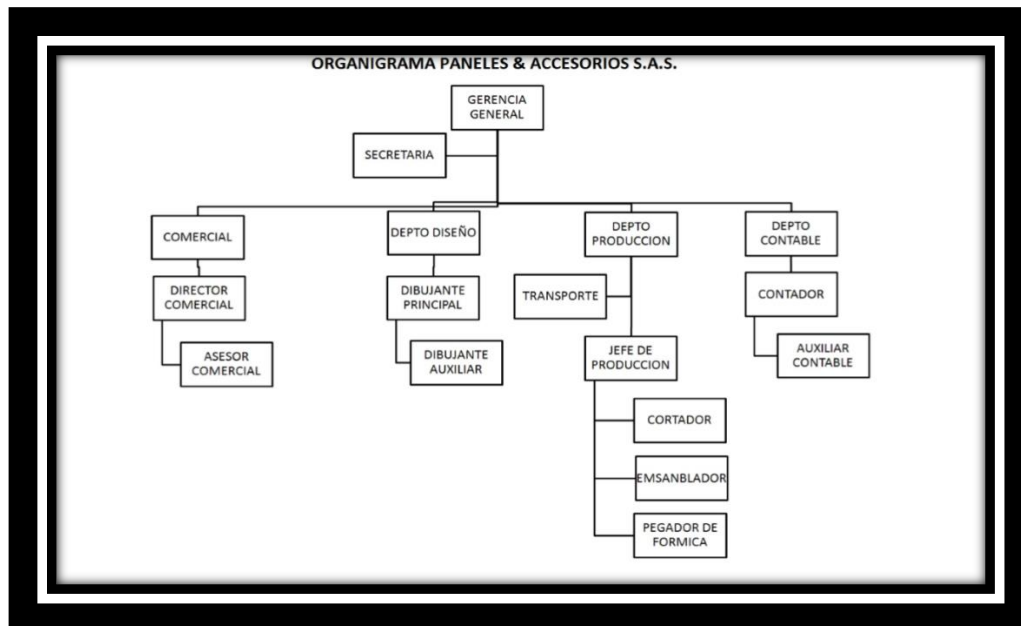 ORGANIGRAMA PANELES & ACCESORIOS S.A.S.
GERENCIA
GENERAL
SECRETARIA
COMERCIAL
DEPTO DISEÑO
DEPTO
PRODUCCION
DEPTO
CONTABLE
DIRECTOR
COMERCIAL
DIBUJANTE
PRINCIPAL
TRANSPORTE
CONTADOR
ASESOR
COMERCIAL
DIBUJANTE
AUXILIAR
JEFE DE
PRODUCCION
AUXILIAR
CONTABLE
CORTADOR
EMSANBLADOR
PEGADOR DE
FORMICA